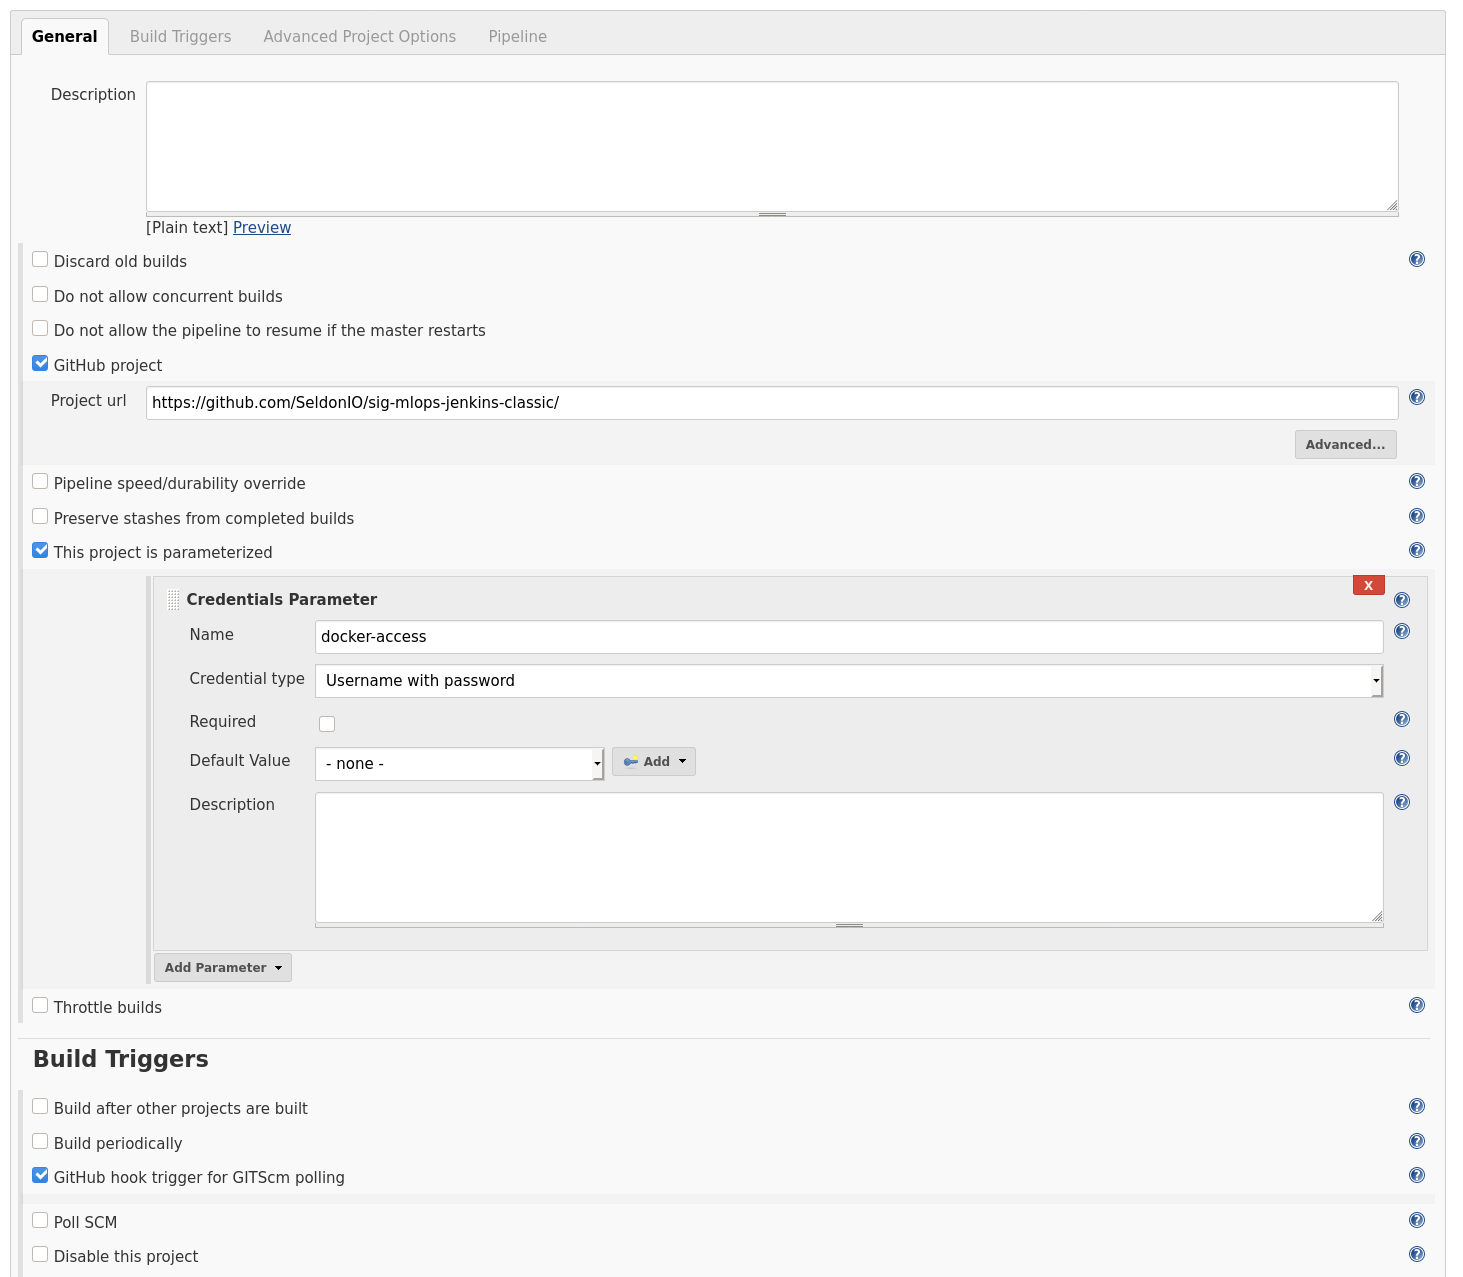 General Build Triggers Advanced Project Options Pipeline
Description
[Plain text] Preview
Discard old builds
Do not allow concurrent builds
Do not allow the pipeline to resume if the master restarts
GitHub project
Project url https://github.com/SeldonIO/sig-mlops-jenkins-classic/
Advanced...
Pipeline speed/durability override
Preserve stashes from completed builds
This project is parameterized
X
Credentials Parameter
Name docker-access
Credential type Username with password
Required
Default Value - none - Add
Description
Add Parameter
Throttle builds
Build Triggers
Build after other projects are built
Build periodically
GitHub hook trigger for GITScm polling
Poll SCM
Disable this project